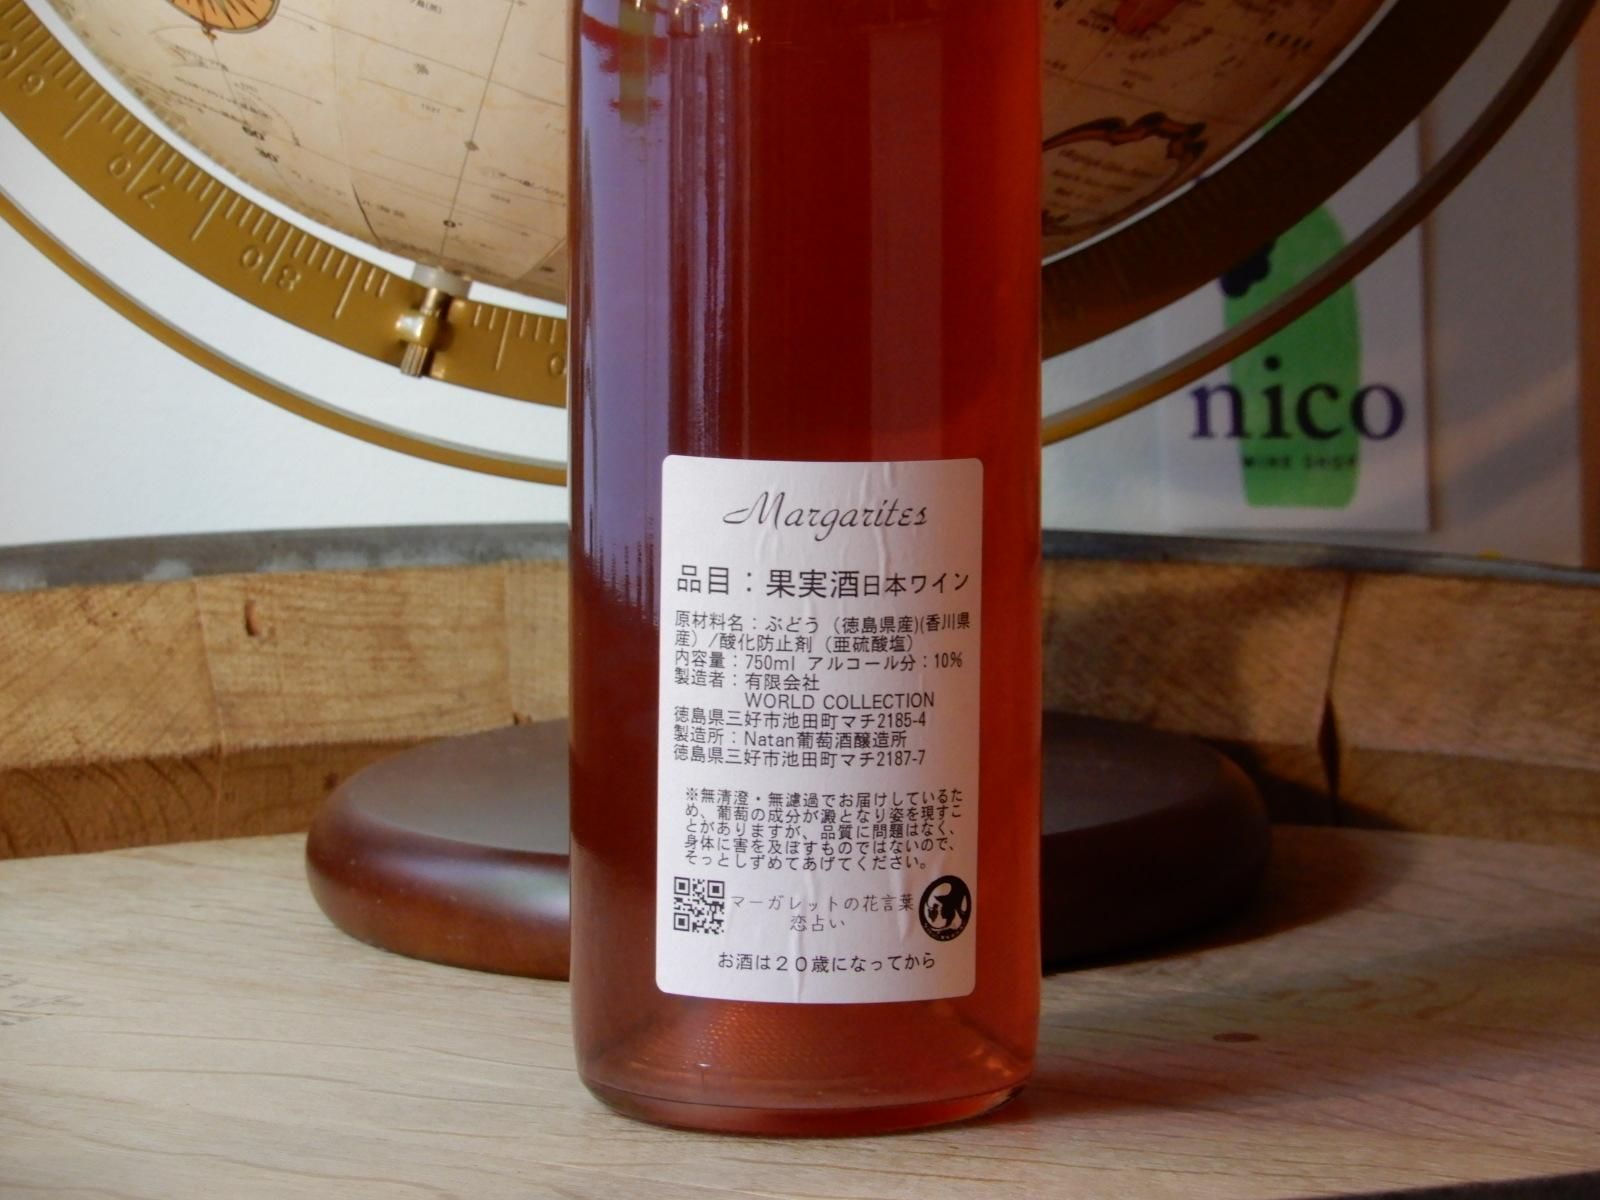 nico
WINE SHOP
Margarites
品目：果実酒日本ワイン
原材料名：ぶどう（徳島県産)(香川県
産）/酸化防止剤（亜硫酸塩）
内容量：750ml アルコール分：10%
製造者：有限会社
WORLD COLLECTION
徳島県三好市池田町マチ2185-4
製造所：Natan葡萄酒醸造所
徳島県三好市池田町マチ2187-7
※無清澄・無濾過でお届けしているた
め、葡萄の成分が澱となり姿を現すこ
とがありますが、品質に問題はなく、
身体に害を及ぼすものではないので、
そっとしずめてあげてください。
マーガレットの花言葉
恋占い
お酒は２０歳になってから